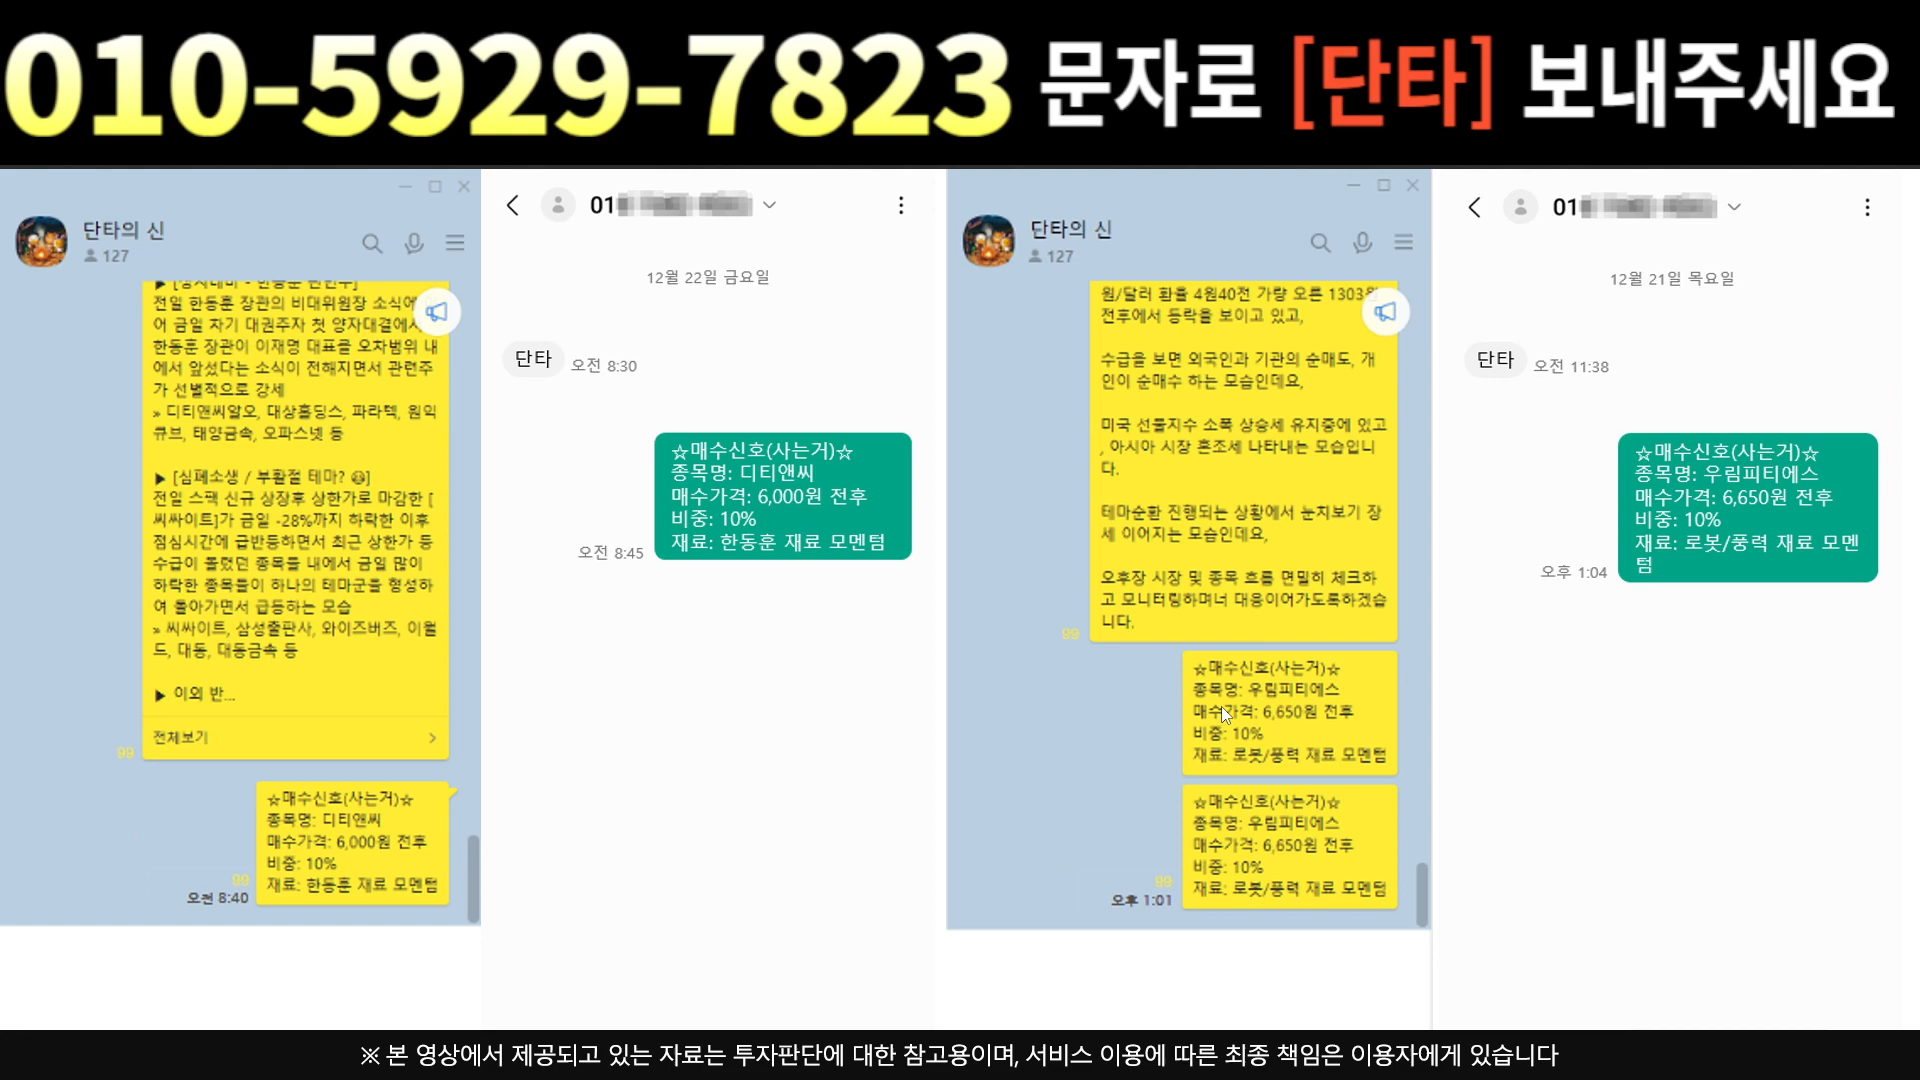 010-5929-7823 문자로 [단타] 보내주세요
단타의 신
127
전일 한동훈 장관의 비대위원장 소식에
어 금일 차기 대권주자 첫 양자대결에서
한동훈 장관이 이재명 대표를 오차범위 내
에서 앞섰다는 소식이 전해지면서 관련주
가 선별적으로 강세
» 디티앤씨알오, 대상홀딩스, 파라텍, 원익
큐브, 태양금속, 오파스넷 등
▶ [심폐소생 / 부활절 테마? 😀]
전일 스팩 신규 상장후 상한가로 마감한 [
씨싸이트]가 금일 -28%까지 하락한 이후
점심시간에 급반등하면서 최근 상한가 등
수급이 몰렸던 종목들 내에서 금일 많이
하락한 종목들이 하나의 테마군을 형성하
여 돌아가면서 급등하는 모습
» 씨싸이트, 삼성출판사, 와이즈버즈, 이월
드, 대동, 대동금속 등
▶ 이외 반...
전체보기
99
☆매수신호(사는거)☆
종목명: 디티앤씨
매수가격: 6,000원 전후
비중: 10%
재료: 한동훈 재료 모멘텀
99
오전 8:40
01
12월 22일 금요일
단타 오전 8:30
☆매수신호(사는거)☆
종목명: 디티앤씨
매수가격: 6,000원 전후
비중: 10%
재료: 한동훈 재료 모멘텀
오전 8:45
단타의 신
127
원/달러 환율 4원40전 가량 오른 1303원
전후에서 등락을 보이고 있고,
수급을 보면 외국인과 기관의 순매도, 개
인이 순매수 하는 모습인데요,
미국 선물지수 소폭 상승세 유지중에 있고
, 아시아 시장 혼조세 나타내는 모습입니
다.
테마순환 진행되는 상황에서 눈치보기 장
세 이어지는 모습인데요,
오후장 시장 및 종목 흐름 면밀히 체크하
고 모니터링하며너 대응이어가도록하겠습
니다.
99
☆매수신호(사는거)☆
종목명: 우림피티에스
매수가격: 6,650원 전후
비중: 10%
재료: 로봇/풍력 재료 모멘텀
☆매수신호(사는거)☆
종목명: 우림피티에스
매수가격: 6,650원 전후
비중: 10%
재료: 로봇/풍력 재료 모멘텀
99
오후 1:01
01
12월 21일 목요일
단타 오전 11:38
☆매수신호(사는거)☆
종목명: 우림피티에스
매수가격: 6,650원 전후
비중: 10%
재료: 로봇/풍력 재료 모멘
텀
오후 1:04
※ 본 영상에서 제공되고 있는 자료는 투자판단에 대한 참고용이며, 서비스 이용에 따른 최종 책임은 이용자에게 있습니다